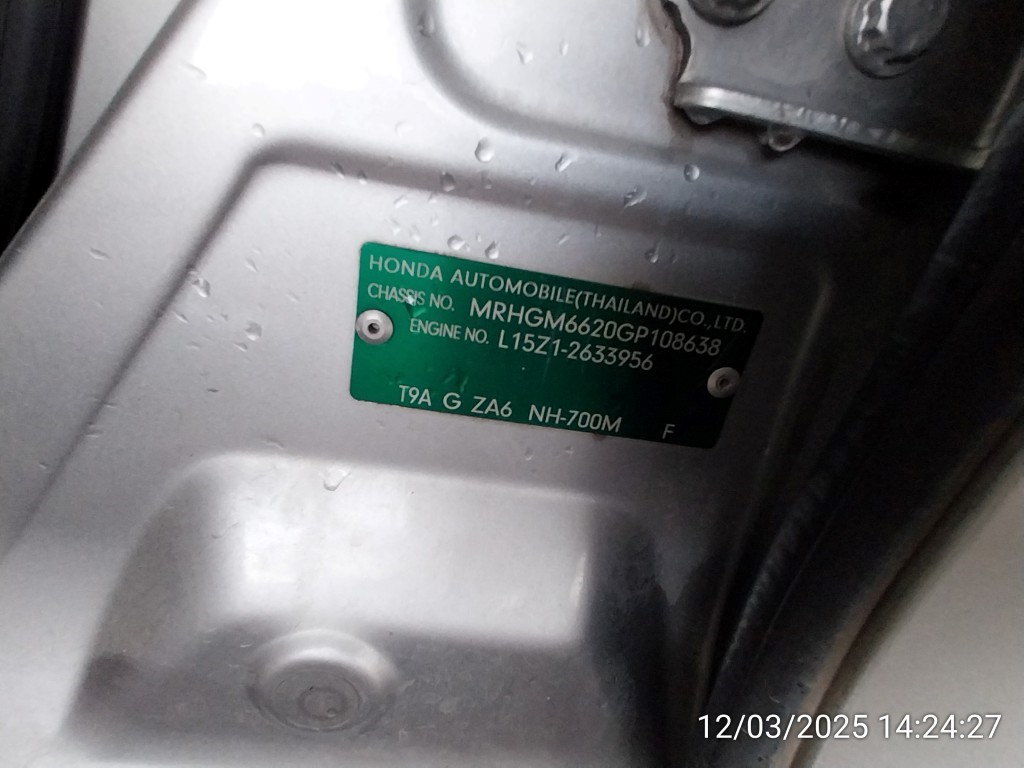 HONDA AUTOMOBILE(THAILAND)CO.,LTD.
CHASSIS NO. MRHGM6620GP108638
ENGINE NO. L15Z1-2633956
T9A G ZA6 NH-700M F
12/03/2025 14:24:27